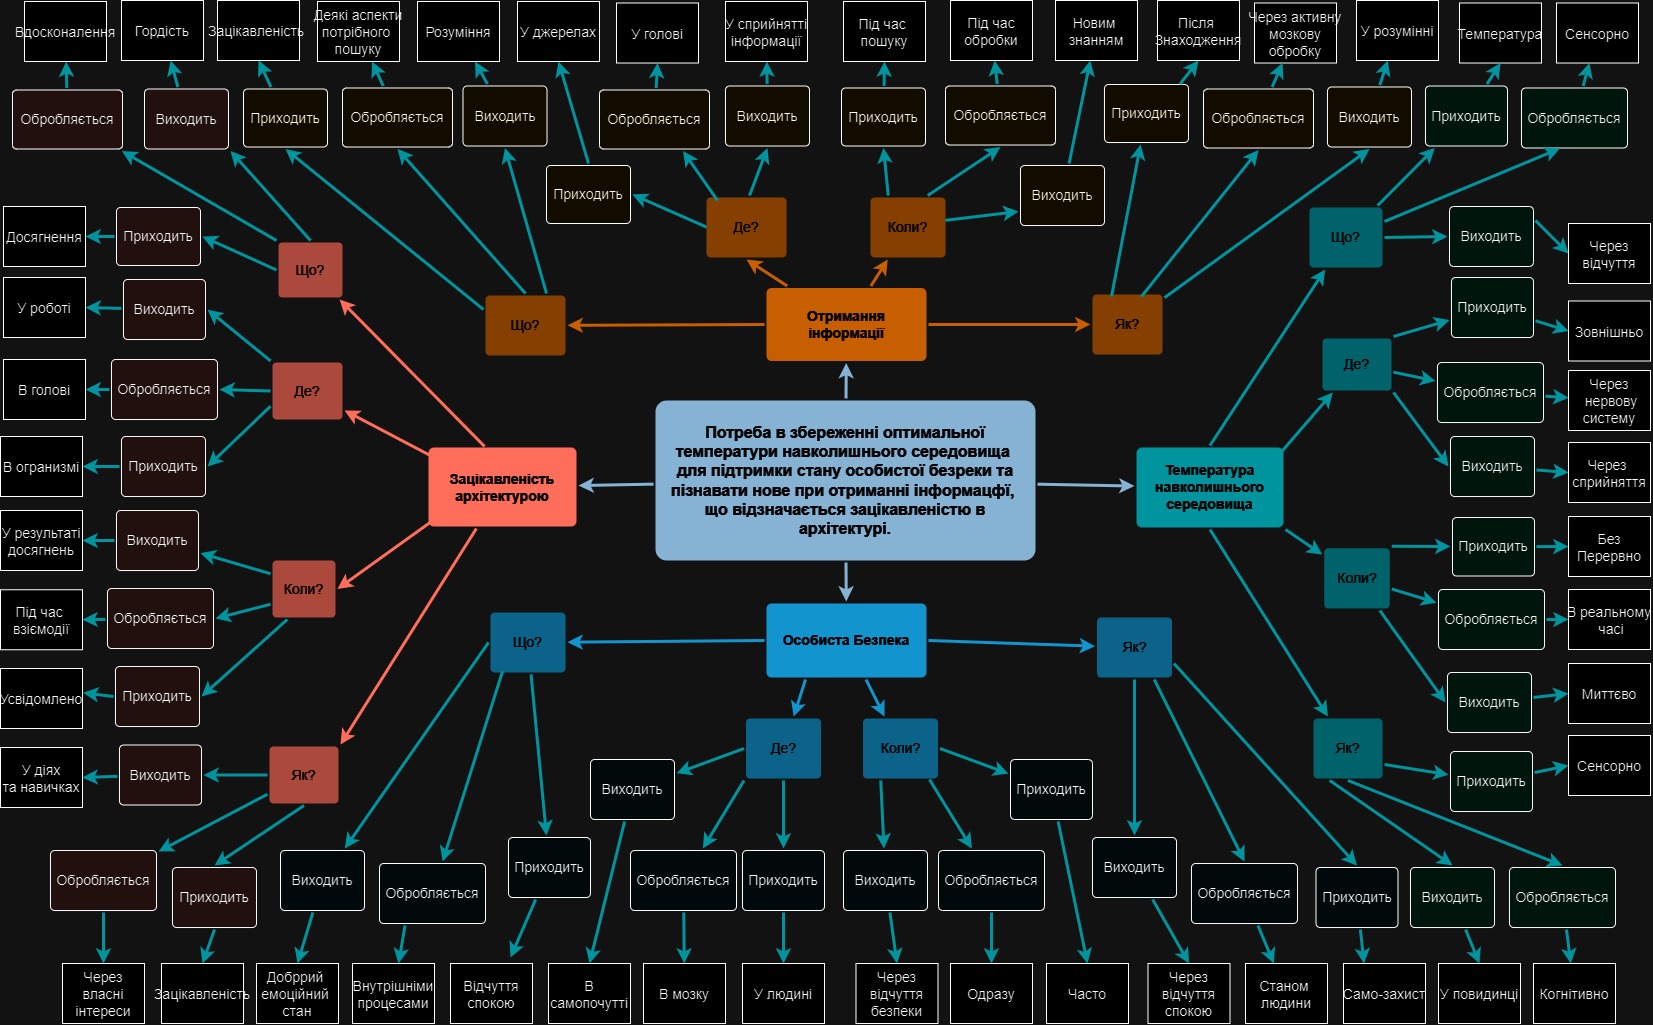 Вдосконалення
Гордість
Зацікавленість
Деякі аспекти
потрібного
пошуку
Розуміння
У джерелах
У голові
У сприйнятті
інформації
Під час
пошуку
Під час
обробки
Новим
знанням
Після
Знаходження
Через активну
мозкову
обробку
У розумінні
Температура
Сенсорно
Обробляється
Виходить
Приходить
Обробляється
Виходить
Обробляється
Виходить
Приходить
Обробляється
Приходить
Обробляється
Виходить
Приходить
Обробляється
Приходить
Виходить
Досягнення
Приходить
Що?
Де?
Коли?
Що?
Виходить
Через
відчуття
У роботі
Виходить
Що?
Отримання
інформації
Як?
Приходить
Зовнішньо
Де?
В голові
Обробляється
Де?
Обробляється
Через
нервову
систему
В огранизмі
Приходить
Зацікавленість
архітектурою
Потреба в збереженні оптимальної
температури навколишнього середовища
для підтримки стану особистої безреки та
пізнавати нове при отриманні інформацфії,
що відзначається зацікавленістю в
архітектурі.
Температура
навколишнього
середовища
Виходить
Через
сприйняття
У результаті
досягнень
Виходить
Коли?
Приходить
Без
Перервно
Коли?
Під час
взіємодії
Обробляється
Обробляється
В реальному
часі
Що?
Особиста Безпека
Як?
Усвідомлено
Приходить
Виходить
Миттєво
У діях
та навичках
Виходить
Як?
Де?
Коли?
Як?
Приходить
Сенсорно
Виходить
Приходить
Обробляється
Приходить
Виходить
Обробляється
Приходить
Обробляється
Приходить
Виходить
Обробляється
Виходить
Обробляється
Приходить
Виходить
Обробляється
Через
власні
інтереси
Зацікавленість
Добррий
емоційний
стан
Внутрішніми
процесами
Відчуття
спокою
В
самопочутті
В мозку
У людині
Через
відчуття
безпеки
Одразу
Часто
Через
відчуття
спокою
Станом
людини
Само-захист
У повидинці
Когнітивно